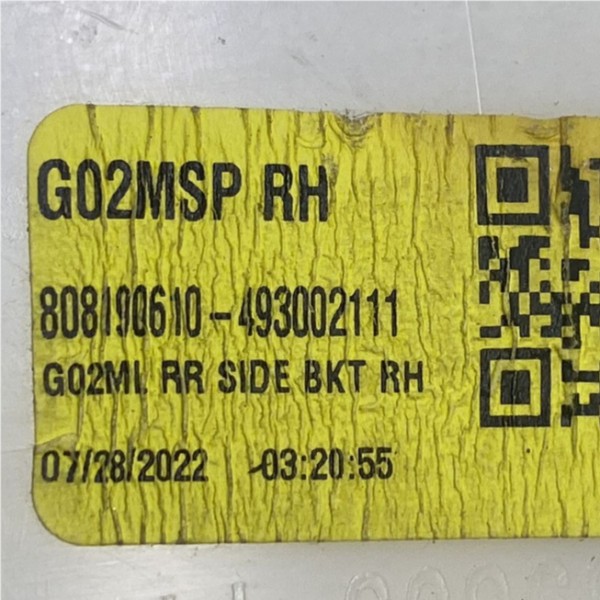 G02MSP RH
808190610-493002111
G02ML RR SIDE BKT RH
07/28/2022 -03:20:55